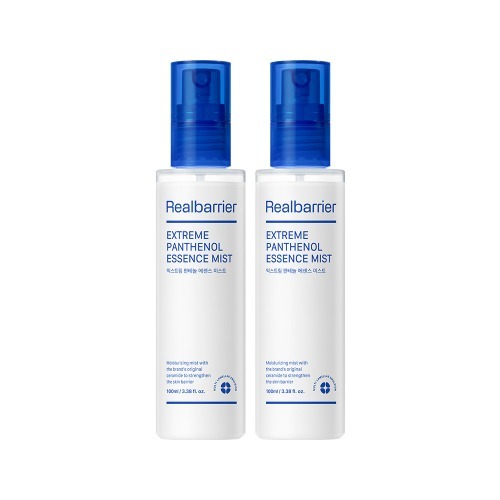 Realbarrier
EXTREME
PANTHENOL
ESSENCE MIST
익스트림 판테놀 에센스 미스트
Moisturizing mist with
the brand's original
ceramide to strengthen
the skin barrier
100ml / 3.38 fl. oz.
Realbarrier
EXTREME
PANTHENOL
ESSENCE MIST
익스트림 판테놀 에센스 미스트
Moisturizing mist with
the brand's original
ceramide to strengthen
the skin barrier
100ml / 3.38 fl. oz.